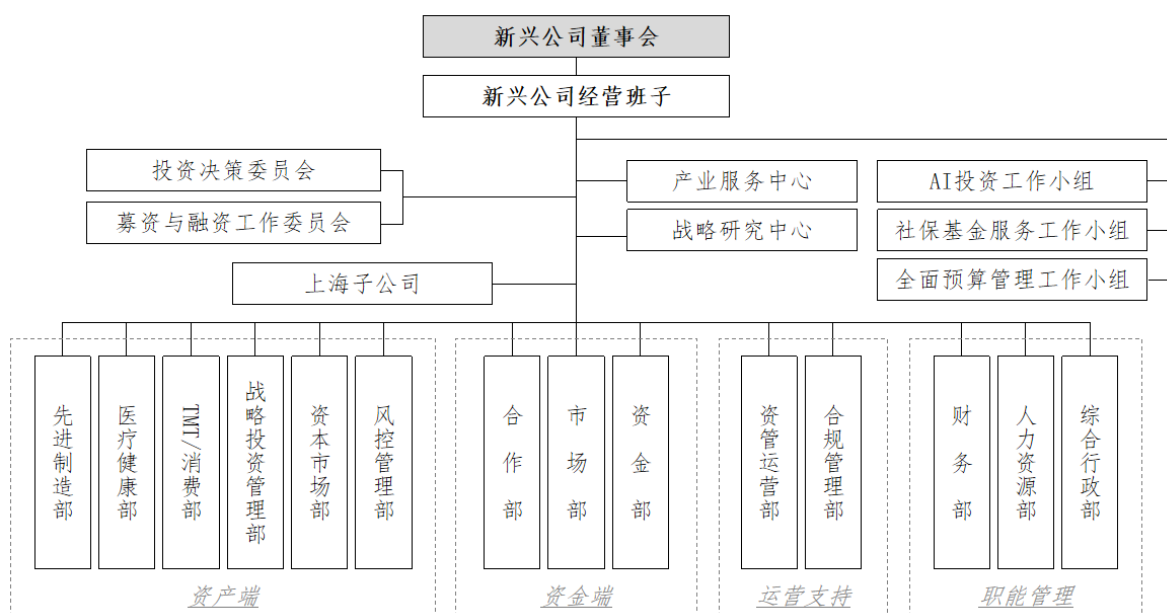 新兴公司董事会
新兴公司经营班子
投资决策委员会
募资与融资工作委员会
产业服务中心
战略研究中心
AI投资工作小组
社保基金服务工作小组
全面预算管理工作小组
上海子公司
先进制造部
医疗健康部
TMT/消费部
战略投资管理部
资本市场部
风控管理部
合作部
市场部
资金部
资管运营部
合规管理部
财务部
人力资源部
综合行政部
资产端
资金端
运营支持
职能管理